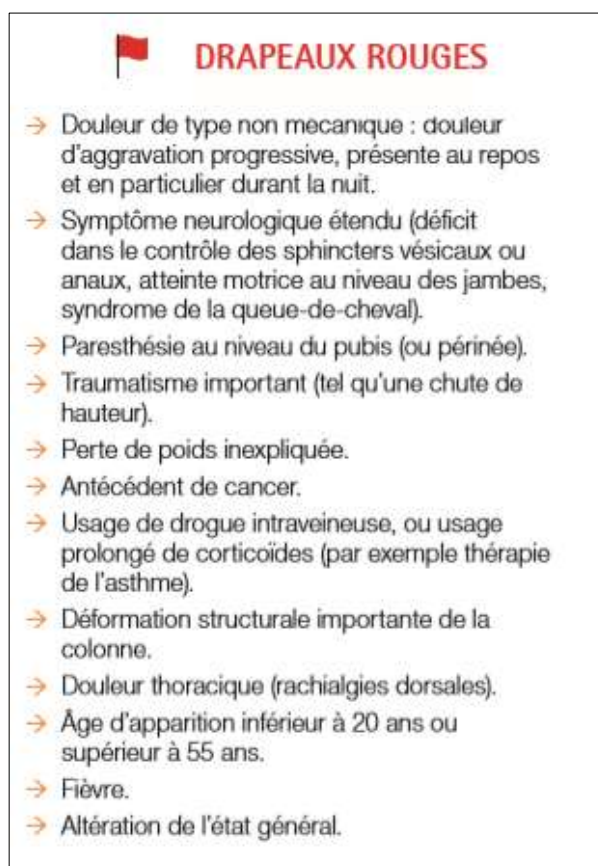 DRAPEAUX ROUGES
→ Douleur de type non mecanique : douleur
d'aggravation progressive, présente au repos
et en particulier durant la nuit.
→ Symptôme neurologique étendu (déficit
dans le contrôle des sphincters vésicaux ou
anaux, atteinte motrice au niveau des jambes,
syndrome de la queue-de-cheval).
→ Paresthésie au niveau du pubis (ou périnée).
→ Traumatisme important (tel qu'une chute de
hauteur).
→ Perte de poids inexpliquée.
→ Antécédent de cancer.
→ Usage de drogue intraveineuse, ou usage
prolongé de corticoïdes (par exemple thérapie
de l'asthme).
→ Déformation structurale importante de la
colonne.
→ Douleur thoracique (rachialgies dorsales).
→ Âge d'apparition inférieur à 20 ans ou
supérieur à 55 ans.
→ Fièvre.
→ Altération de l'état général.